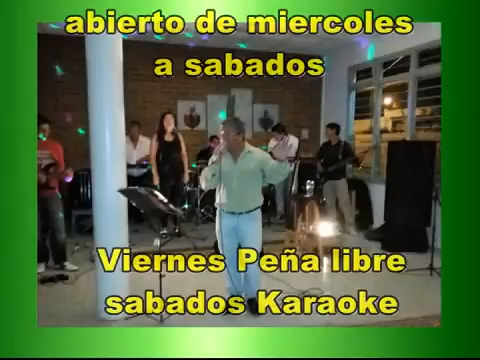 abierto de miercoles
a sabados
Viernes Peña libre
sabados Karaoke